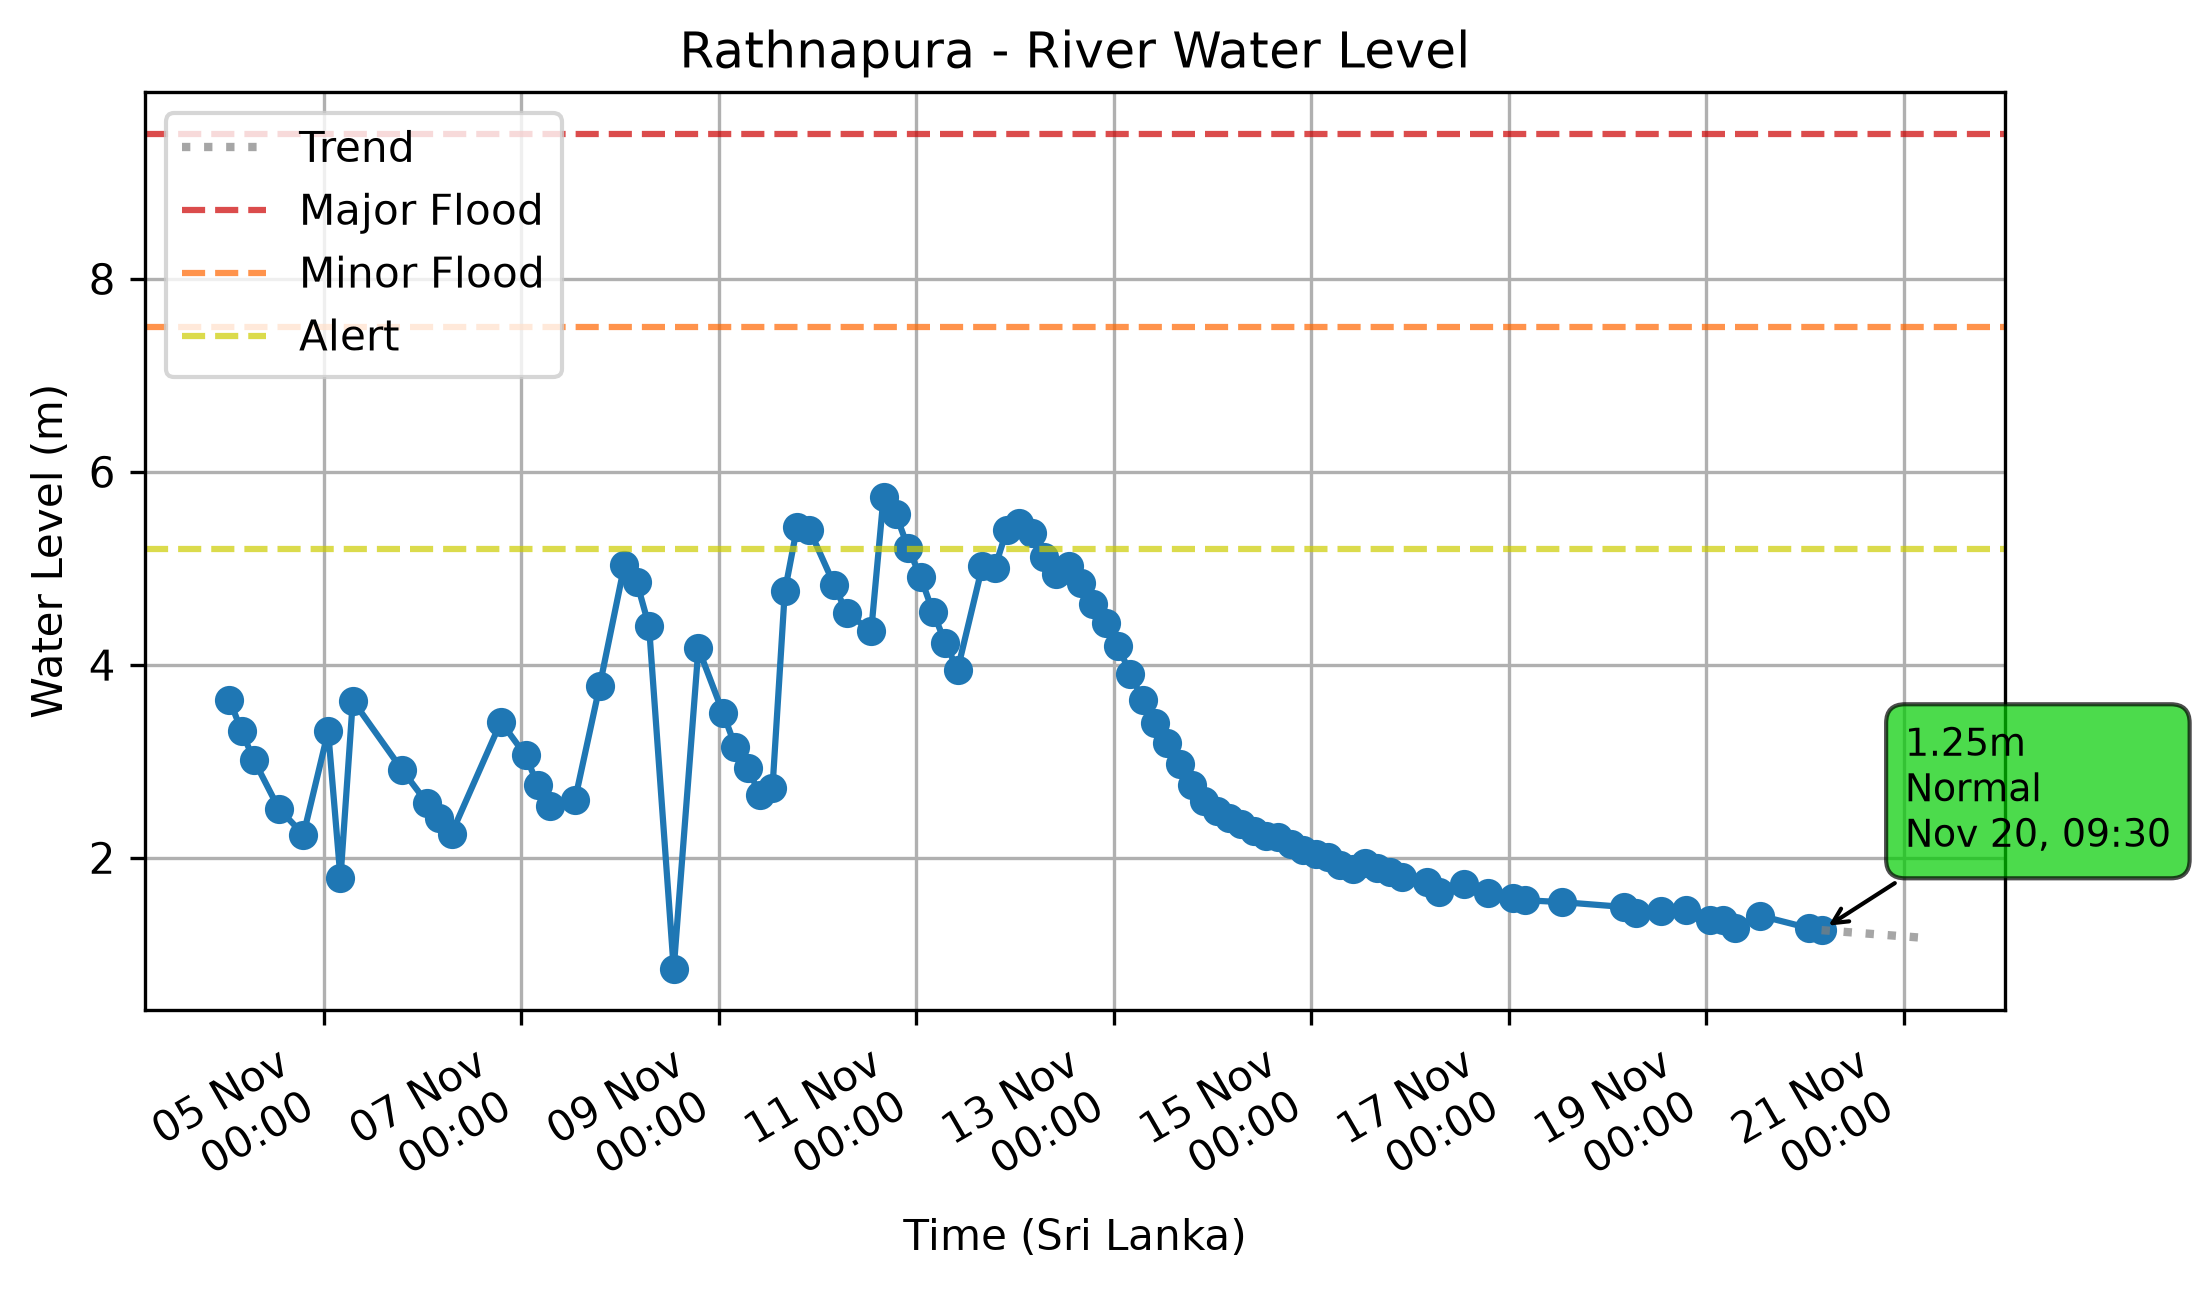 Rathnapura - River Water Level
Trend
Major Flood
Minor Flood
Alert
Water Level (m)
8
6
4
2
1.25m
Normal
Nov 20, 09:30
05 Nov
00:00
07 Nov
00:00
09 Nov
00:00
11 Nov
00:00
13 Nov
00:00
15 Nov
00:00
17 Nov
00:00
19 Nov
00:00
21 Nov
00:00
Time (Sri Lanka)